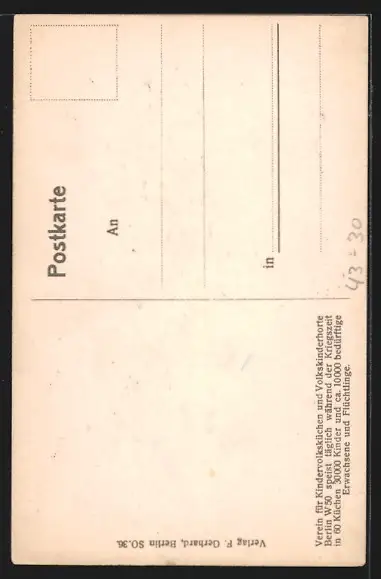 Postkarte
An
in
43-30
Verein für Kindervolksküchen und Volkskinderhorte
Berlin W 50 speist täglich während der Kriegszeit
in 60 Küchen 30000 Kinder und ca. 10000 bedürftige
Erwachsene und Flüchtlinge.
Verlag F. Gerhard, Berlin SO.36.